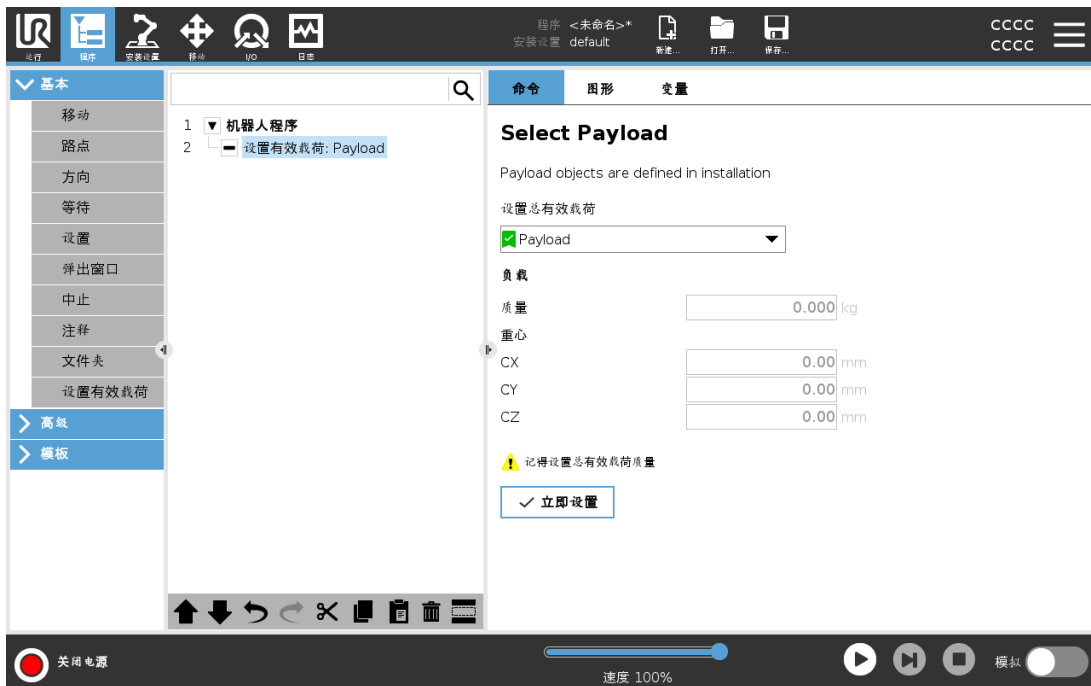 UR
运行
程序
安装设置
移动
I/O
日志
程序 <未命名>*
安装设置 default
新建...
打开...
保存...
CCCC
CCCC
基本
移动
路点
方向
等待
设置
弹出窗口
中止
注释
文件夹
设置有效载荷
高级
模板
1 机器人程序
2 设置有效载荷: Payload
命令 图形 变量
Select Payload
Payload objects are defined in installation
设置总有效载荷
Payload
负载
质量 0.000 kg
重心
CX 0.00 mm
CY 0.00 mm
CZ 0.00 mm
记得设置总有效载荷质量
立即设置
关闭电源
速度 100%
模拟